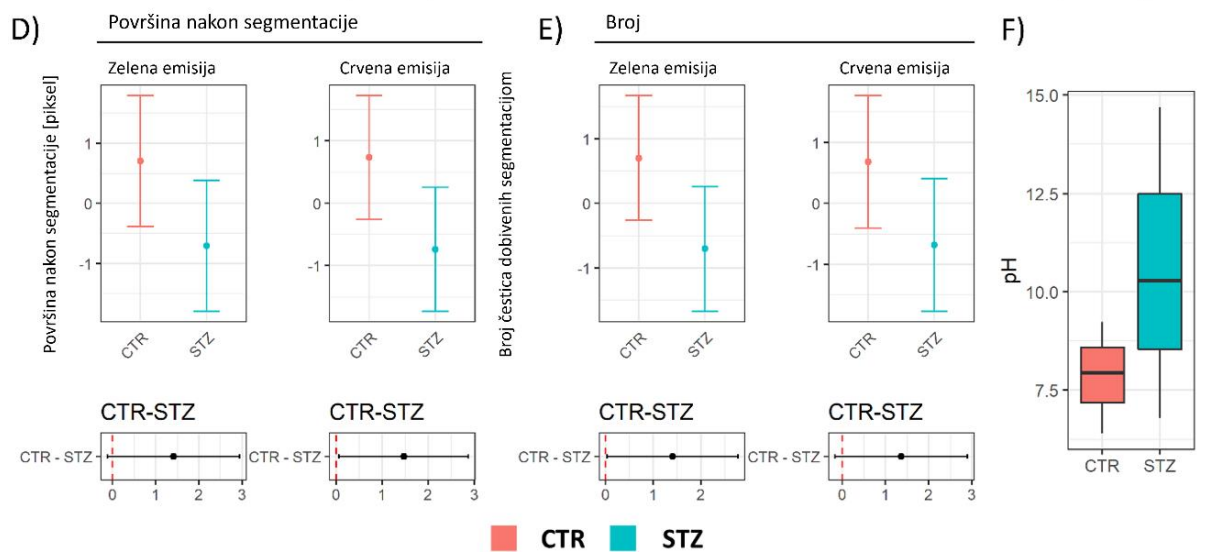 D)
Površina nakon segmentacije
Zelena emisija
Crvena emisija
Površina nakon segmentacije [piksel]
1
0
-1
CTR
STZ
1
0
-1
CTR
STZ
CTR-STZ
CTR - STZ
0
1
2
3
CTR-STZ
CTR - STZ
0
1
2
3
E)
Broj
Zelena emisija
Crvena emisija
Broj čestica dobivenih segmentacijom
1
0
-1
CTR
STZ
1
0
-1
CTR
STZ
CTR-STZ
CTR - STZ
0
1
2
CTR-STZ
CTR - STZ
0
1
2
3
F)
pH
15.0
12.5
10.0
7.5
CTR
STZ
CTR
STZ